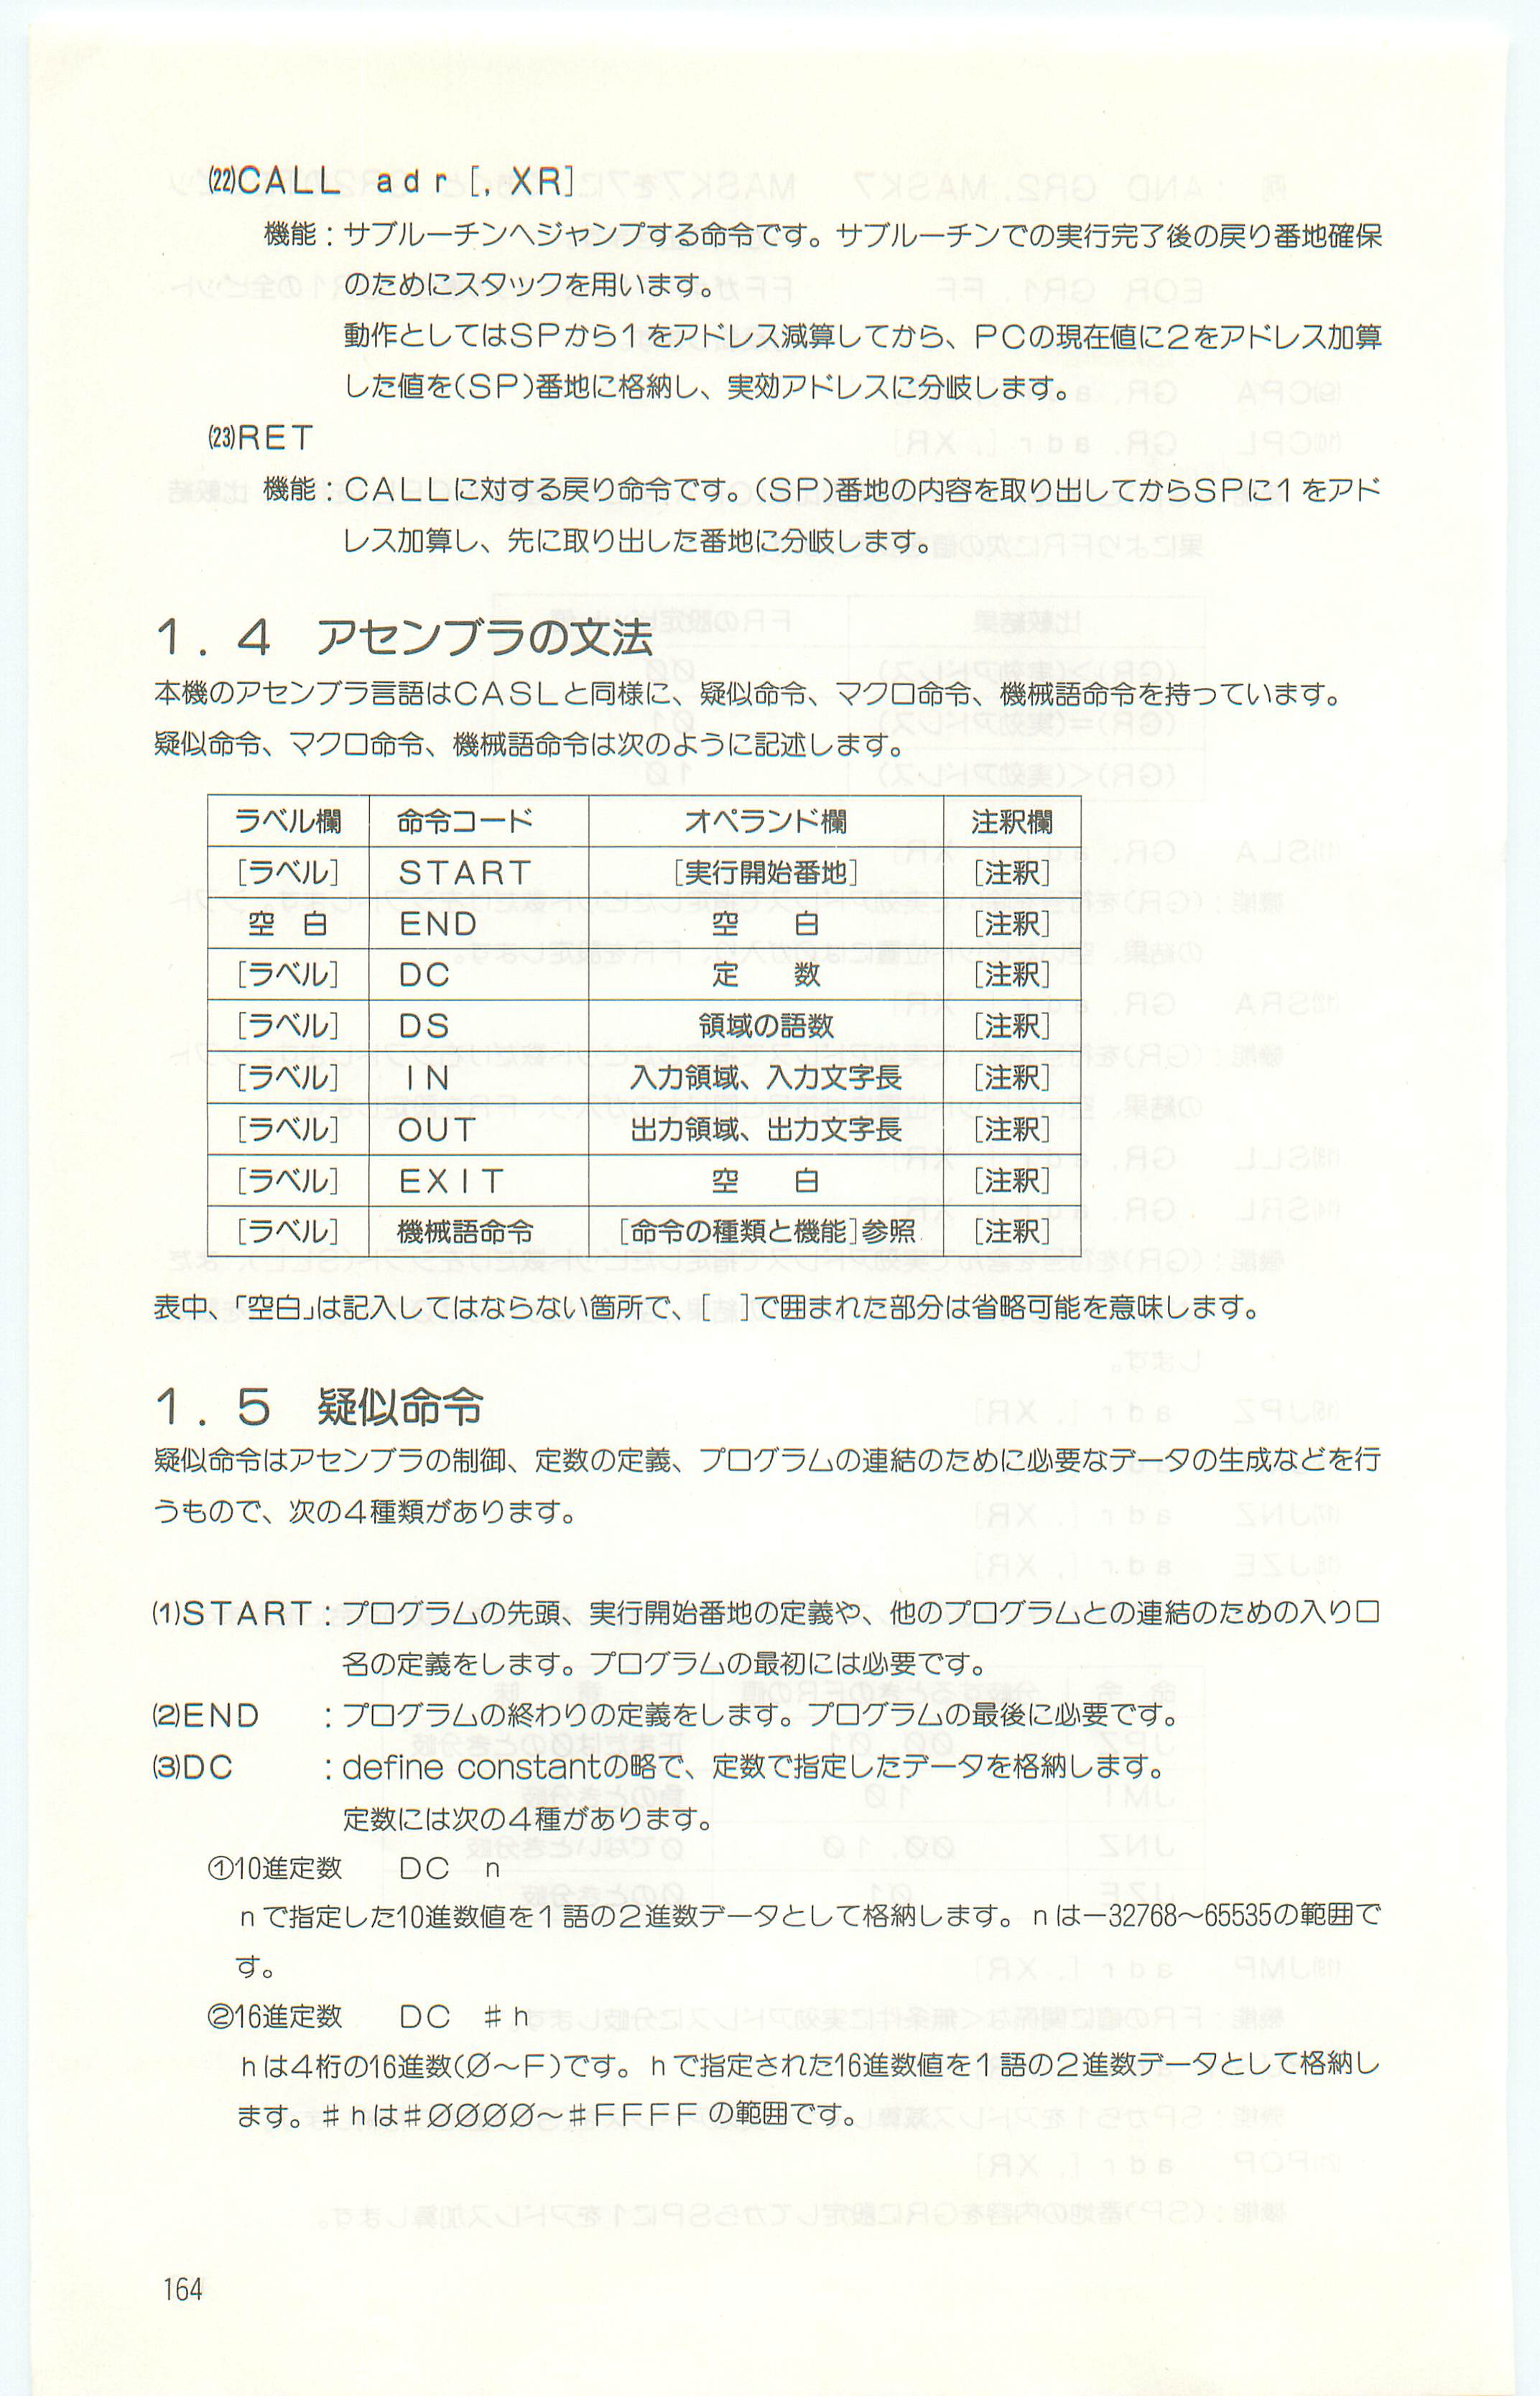 ⒇CALL　adr［, XR］
機能：サブルーチンへジャンプする命令です。サブルーチンでの実行完了後の戻り番地確保
のためにスタックを用います。
動作としてはSPから1をアドレス減算してから、PCの現在値に2をアドレス加算
した値を(SP)番地に格納し、実効アドレスに分岐します。
(23)RET
機能：CALLに対する戻り命令です。(SP)番地の内容を取り出してからSPに1をアド
レス加算し、先に取り出した番地に分岐します。
1．4　アセンブラの文法
本機のアセンブラ言語はCASLと同様に、疑似命令、マクロ命令、機械語命令を持っています。
疑似命令、マクロ命令、機械語命令は次のように記述します。
ラベル欄　命令コード　オペランド欄　注釈欄
［ラベル］　START　［実行開始番地］　［注釈］
空　白　END　空　　白　［注釈］
［ラベル］　DC　定　　数　［注釈］
［ラベル］　DS　領域の語数　［注釈］
［ラベル］　IN　入力領域、入力文字長　［注釈］
［ラベル］　OUT　出力領域、出力文字長　［注釈］
［ラベル］　EXIT　空　　白　［注釈］
［ラベル］　機械語命令　［命令の種類と機能］参照　［注釈］
表中、「空白」は記入してはならない箇所で、［　］で囲まれた部分は省略可能を意味します。
1．5　疑似命令
疑似命令はアセンブラの制御、定数の定義、プログラムの連結のために必要なデータの生成などを行
うもので、次の4種類があります。
(1)START：プログラムの先頭、実行開始番地の定義や、他のプログラムとの連結のための入り口
名の定義をします。プログラムの最初には必要です。
(2)END　：プログラムの終わりの定義をします。プログラムの最後に必要です。
(3)DC　：define constantの略で、定数で指定したデータを格納します。
定数には次の4種があります。
①10進定数　DC　n
nで指定した10進数値を1語の2進数データとして格納します。nは－32768～65535の範囲で
す。
②16進定数　DC　♯h
hは4桁の16進数(0～F)です。hで指定された16進数値を1語の2進数データとして格納し
ます。♯hは♯0000～♯FFFFの範囲です。
164